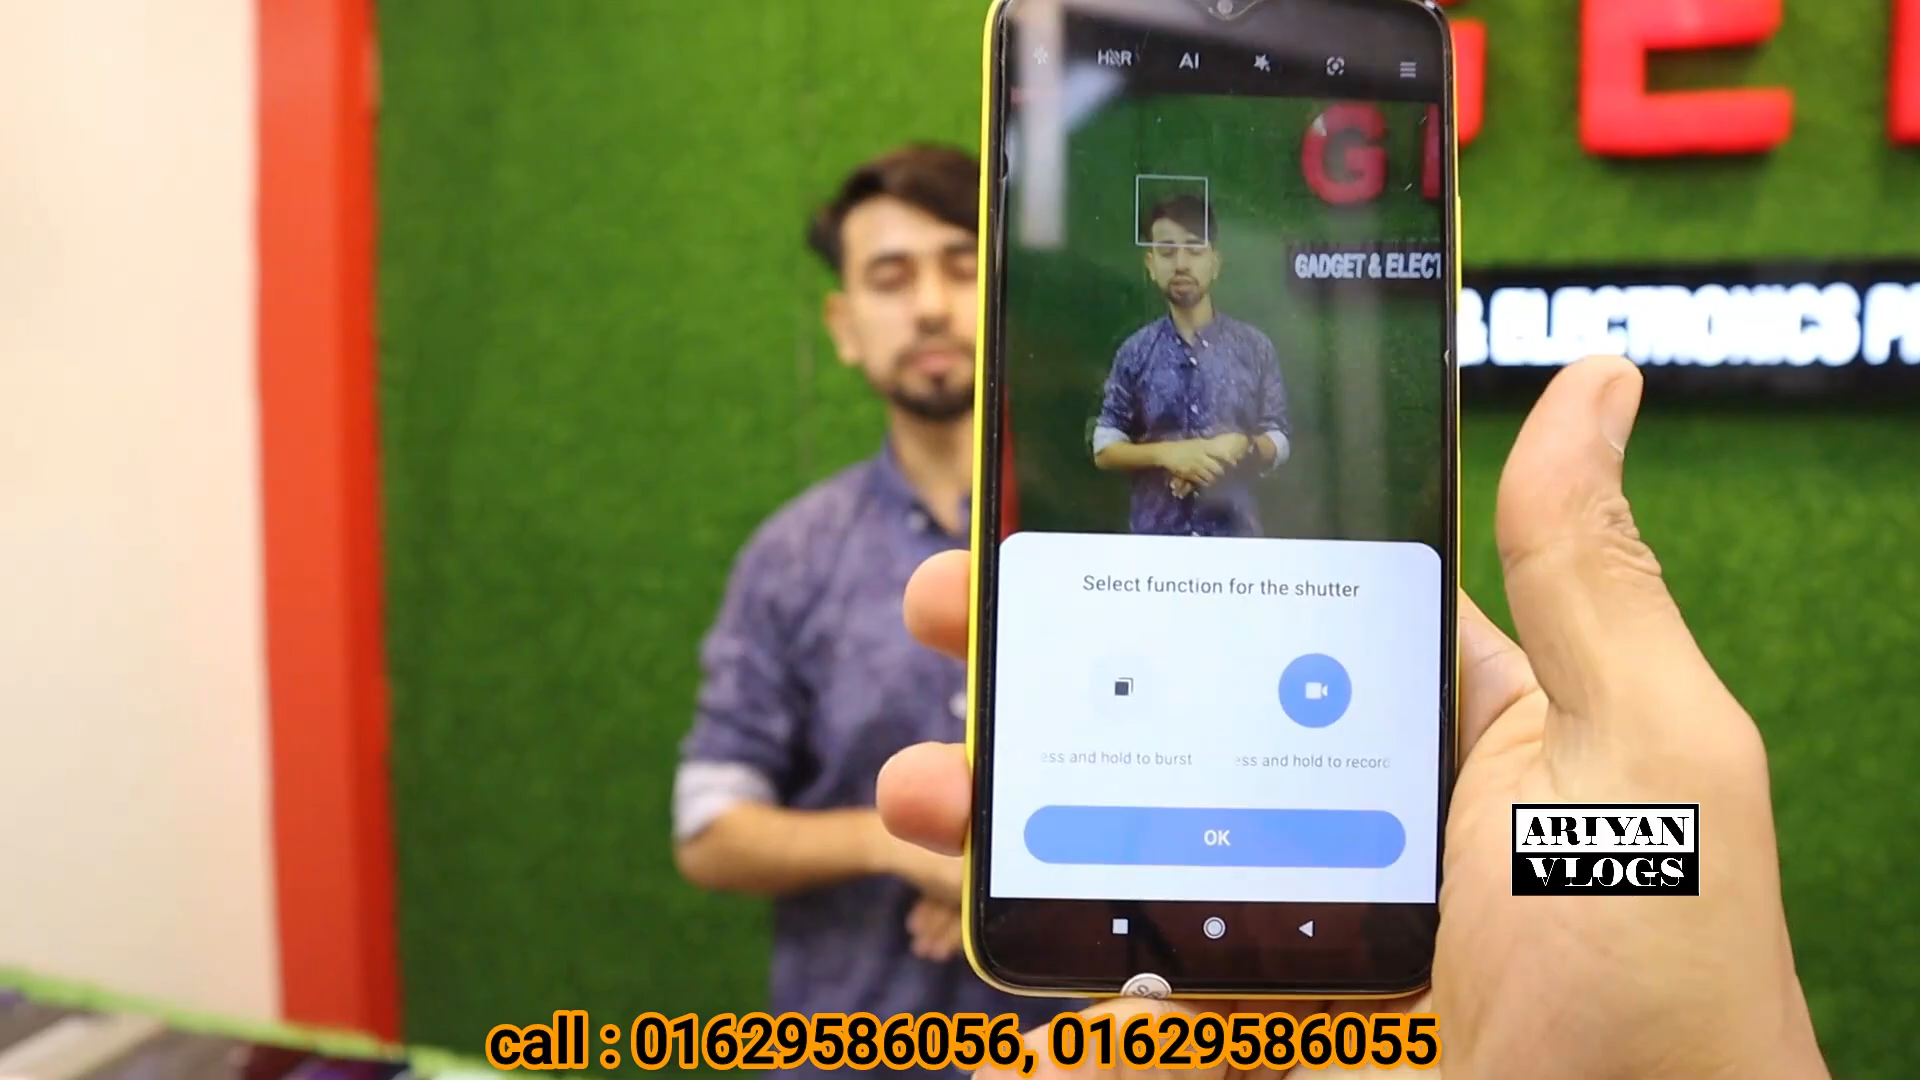 HDR AI
G
GADGET & ELECT
GE
& ELECTRONICS P
Select function for the shutter
ess and hold to burst
ess and hold to record
OK
ARIYAN
VLOGS
call : 01629586056, 01629586055